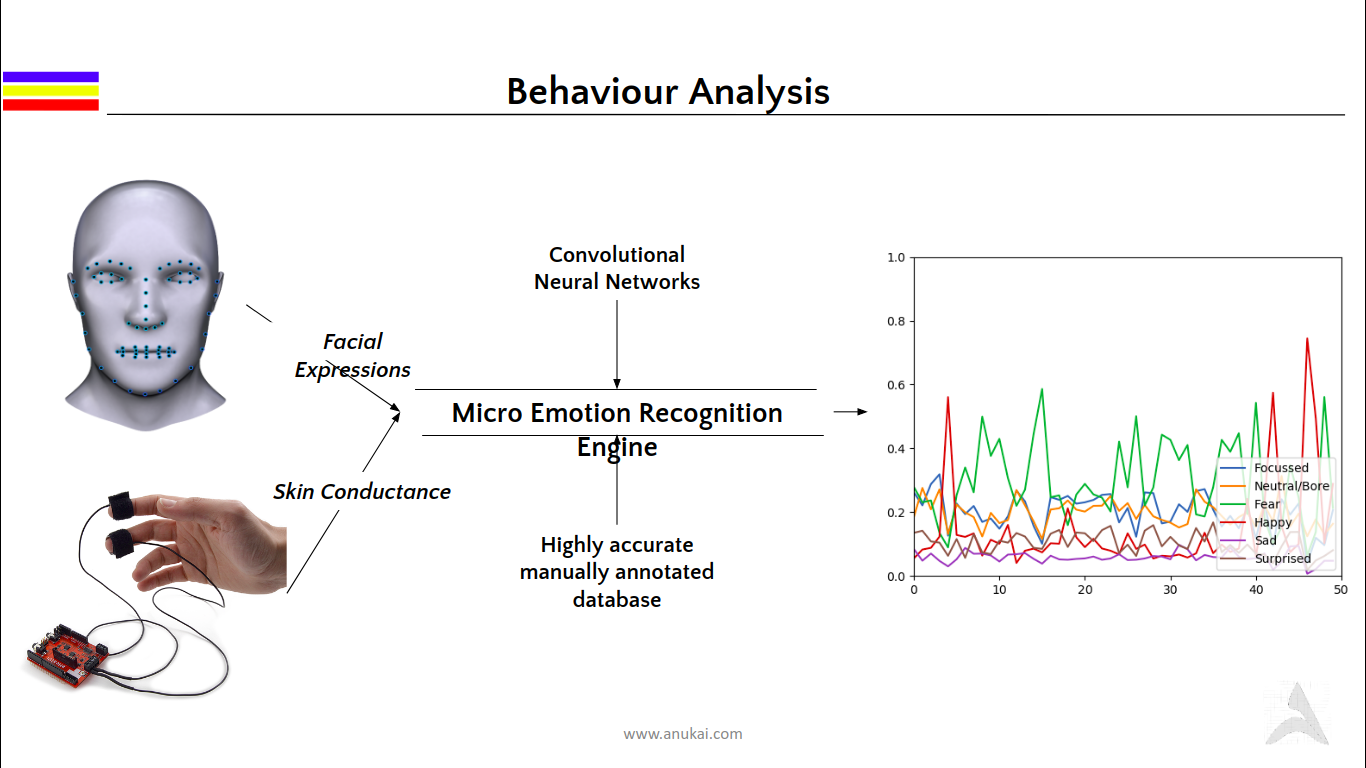 Behaviour Analysis
Convolutional
Neural Networks
Facial
Expressions
Micro Emotion Recognition
Engine
Skin Conductance
Highly accurate
manually annotated
database
1.0
0.8
0.6
0.4
0.2
0.0
0 10 20 30 40 50
Focussed
Neutral/Bore
Fear
Happy
Sad
Surprised
www.anukai.com